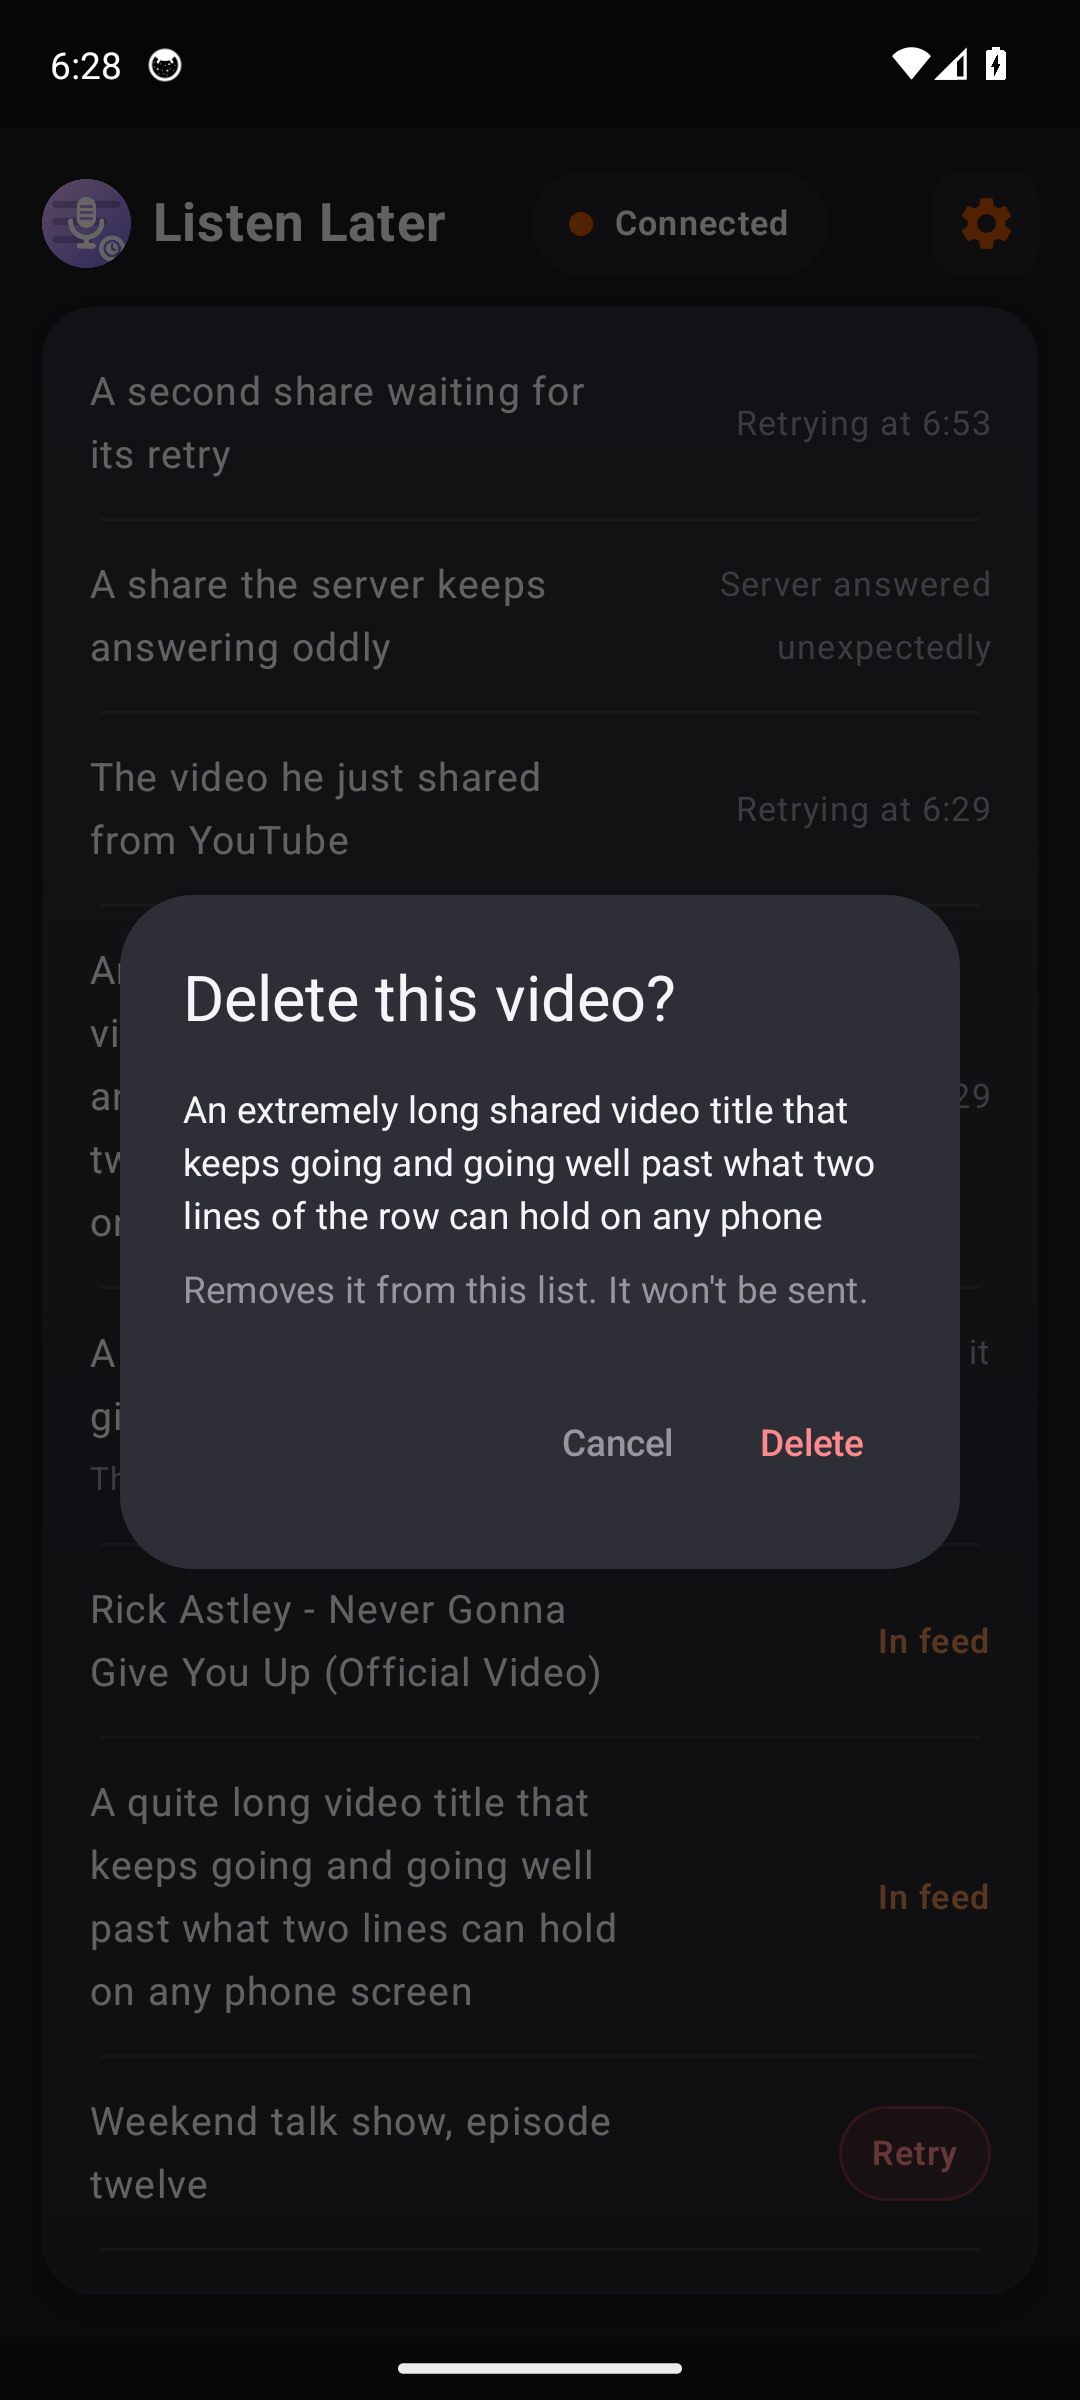 6:28
Listen Later
Connected
A second share waiting for
its retry
Retrying at 6:53
A share the server keeps
answering oddly
Server answered
unexpectedly
The video he just shared
from YouTube
Retrying at 6:29
Delete this video?
An extremely long shared video title that
keeps going and going well past what two
lines of the row can hold on any phone
Removes it from this list. It won't be sent.
Cancel
Delete
29
A
it
Rick Astley - Never Gonna
Give You Up (Official Video)
In feed
A quite long video title that
keeps going and going well
past what two lines can hold
on any phone screen
In feed
Weekend talk show, episode
twelve
Retry